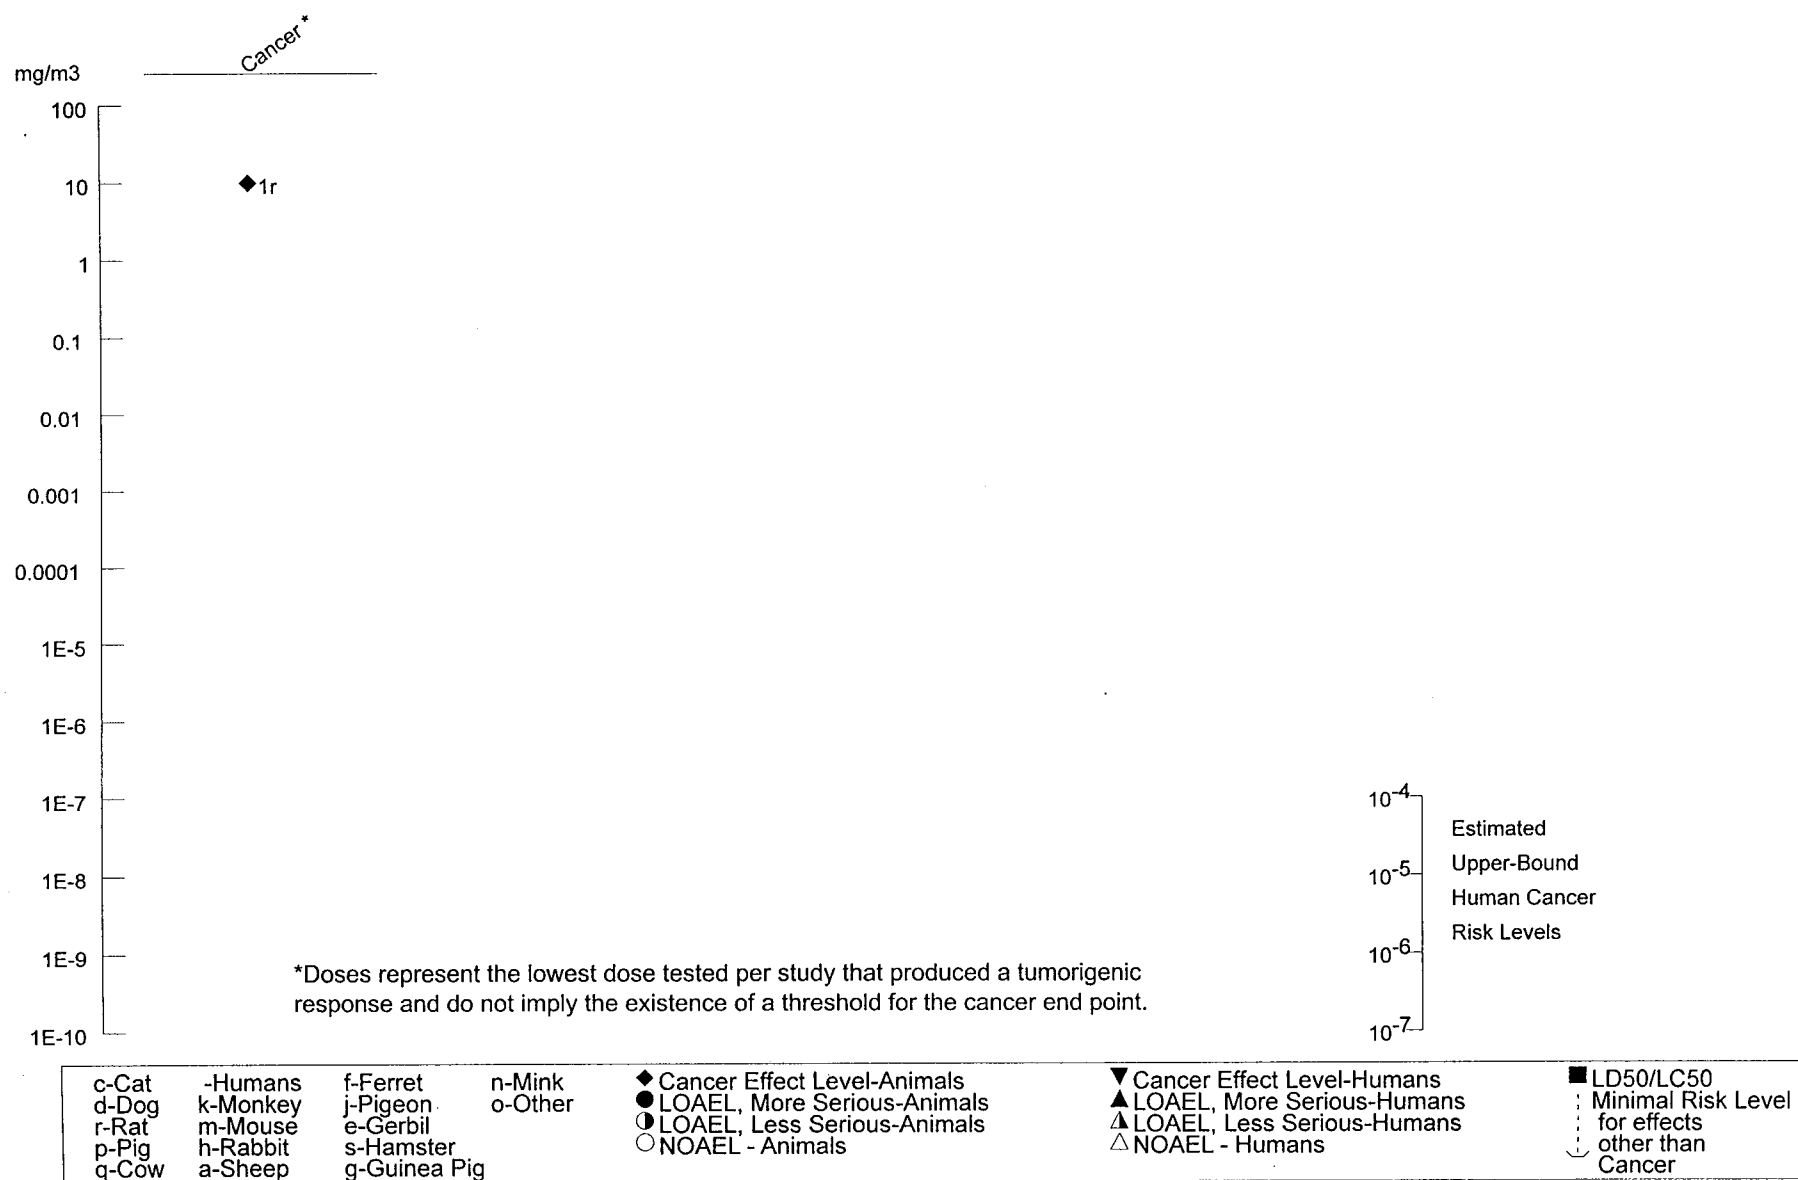 Cancer *
mg/m3
100
10
1r
1
0.1
0.01
0.001
0.0001
1E-5
1E-6
1E-7
1E-8
1E-9
1E-10
10-4
10-5
10-6
10-7
Estimated
Upper-Bound
Human Cancer
Risk Levels
*Doses represent the lowest dose tested per study that produced a tumorigenic
response and do not imply the existence of a threshold for the cancer end point.
c-Cat
d-Dog
r-Rat
p-Pig
q-Cow
-Humans
k-Monkey
m-Mouse
h-Rabbit
a-Sheep
f-Ferret
j-Pigeon
e-Gerbil
s-Hamster
g-Guinea Pig
n-Mink
o-Other
Cancer Effect Level-Animals
LOAEL, More Serious-Animals
LOAEL, Less Serious-Animals
NOAEL - Animals
Cancer Effect Level-Humans
LOAEL, More Serious-Humans
LOAEL, Less Serious-Humans
NOAEL - Humans
LD50/LC50
Minimal Risk Level
for effects
other than
Cancer